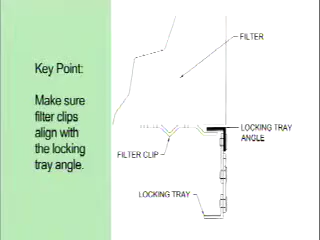 Key Point:
Make sure
filter clips
align with
the locking
tray angle.
FILTER
LOCKING TRAY
ANGLE
FILTER CLIP
LOCKING TRAY